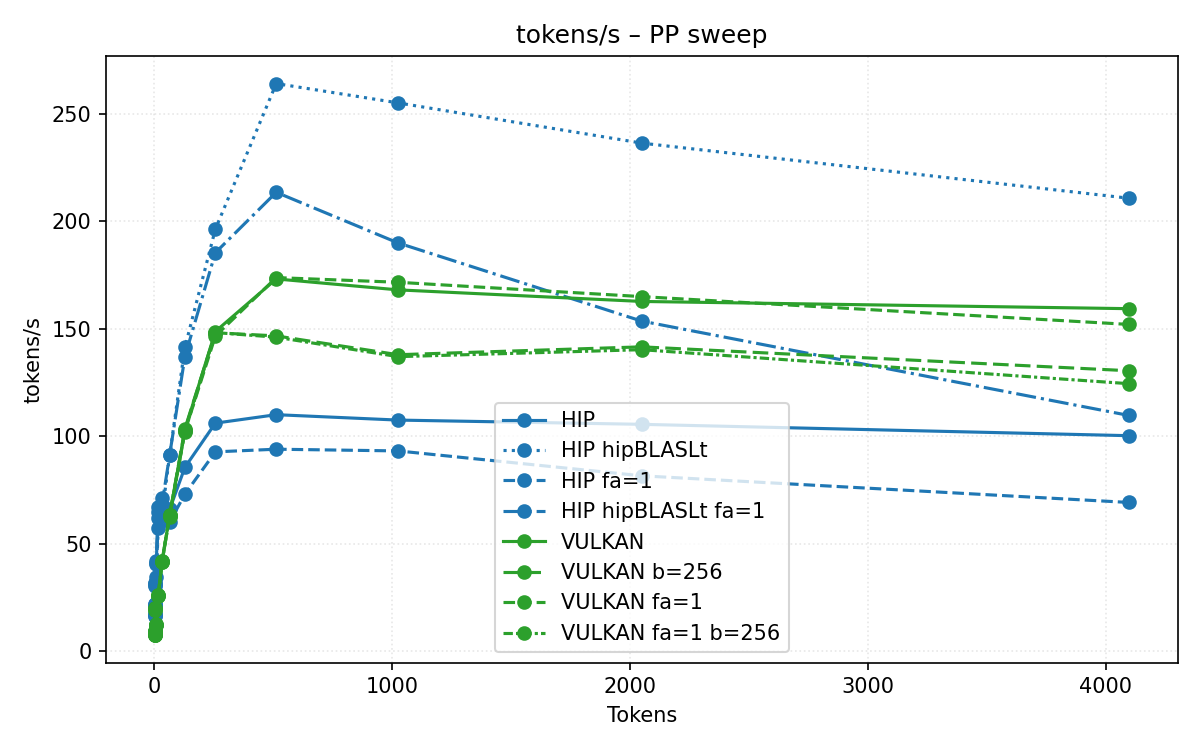 tokens/s – PP sweep
tokens/s
250
200
150
100
50
0
HIP
HIP hipBLASLt
HIP fa=1
HIP hipBLASLt fa=1
VULKAN
VULKAN b=256
VULKAN fa=1
VULKAN fa=1 b=256
0 1000 2000 3000 4000
Tokens